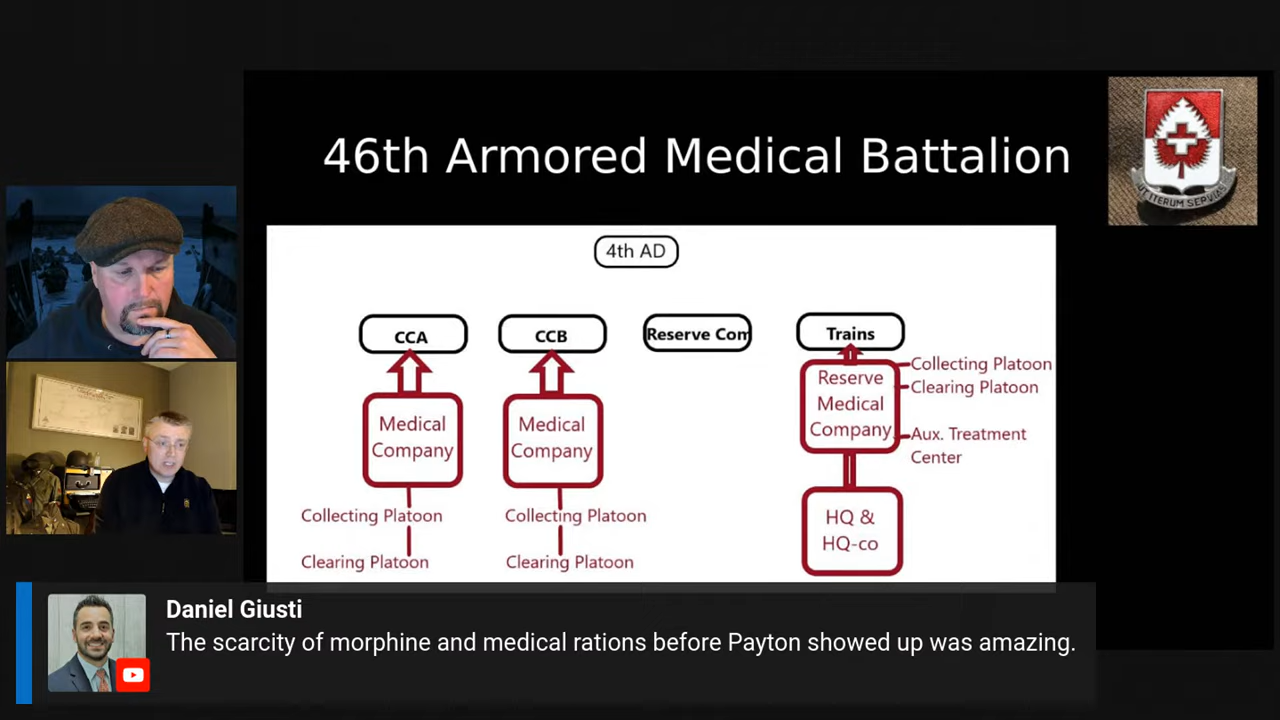 46th Armored Medical Battalion
4th AD
CCA
CCB
Reserve Com
Trains
Medical
Company
Collecting Platoon
Clearing Platoon
Medical
Company
Collecting Platoon
Clearing Platoon
Reserve
Medical
Company
Collecting Platoon
Clearing Platoon
Aux. Treatment
Center
HQ &
HQ-co
Daniel Giusti
The scarcity of morphine and medical rations before Payton showed up was amazing.